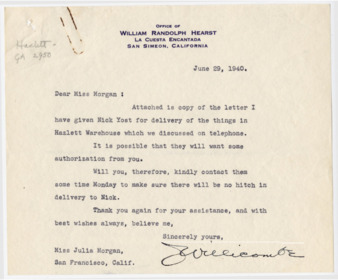 OFFICE OF
WILLIAM RANDOLPH HEARST
LA CUESTA ENCANTADA
SAN SIMEON, CALIFORNIA
Hazlett -
GA 2950
June 29, 1940.
Dear Miss Morgan :
Attached is copy of the letter I
have given Nick Yost for delivery of the things in
Hazlett Warehouse which we discussed on telephone.
It is possible that they will want some
authorization from you.
Will you, therefore, kindly contact them
some time Monday to make sure there will be no hitch in
delivery to Nick.
Thank you again for your assistance, and with
best wishes always, believe me,
Sincerely yours,
JWillicombe
Miss Julia Morgan,
San Francisco, Calif.